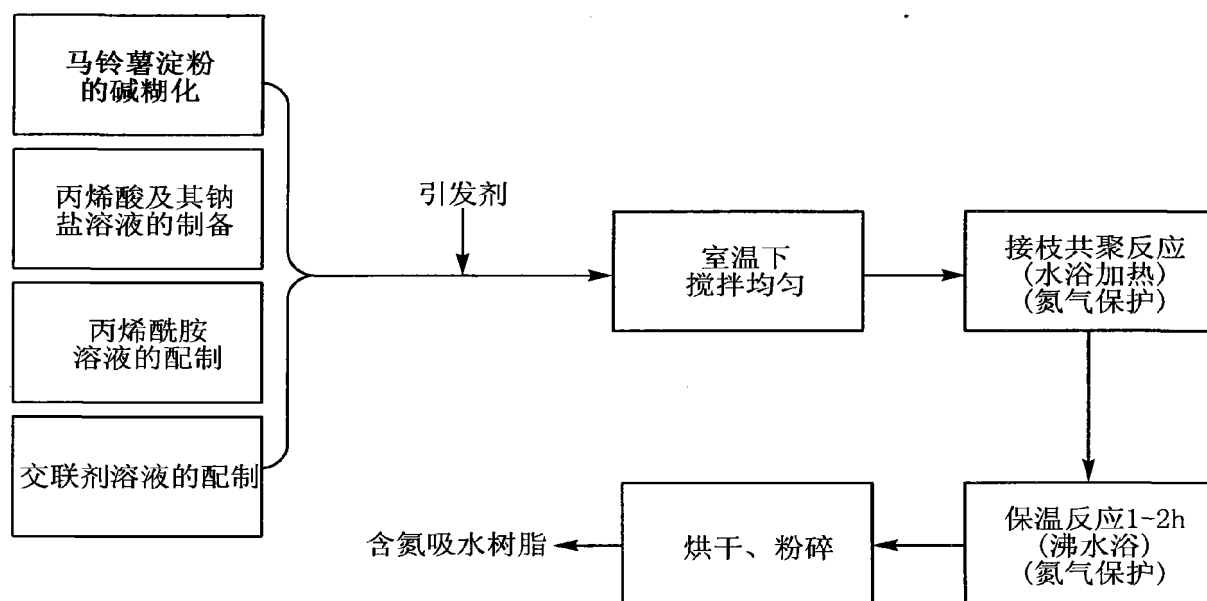 马铃薯淀粉
的碱糊化
丙烯酸及其钠
盐溶液的制备
丙烯酰胺
溶液的配制
交联剂溶液的配制
引发剂
室温下
搅拌均匀
接枝共聚反应
(水浴加热)
(氮气保护)
保温反应1-2h
(沸水浴)
(氮气保护)
烘干、粉碎
含氮吸水树脂